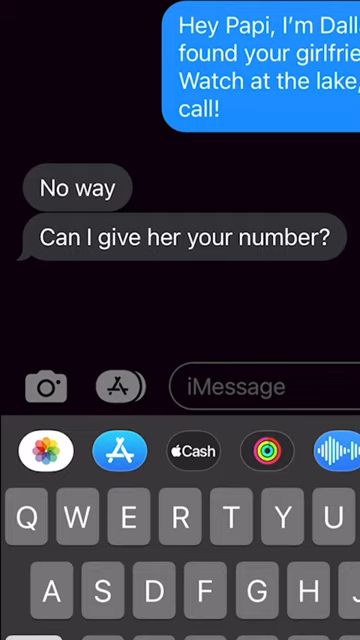 Hey Papi, I'm Dall
found your girlfrie
Watch at the lake,
call!
No way
Can I give her your number?
iMessage
Cash
Q W E R T Y U
A S D F G H J